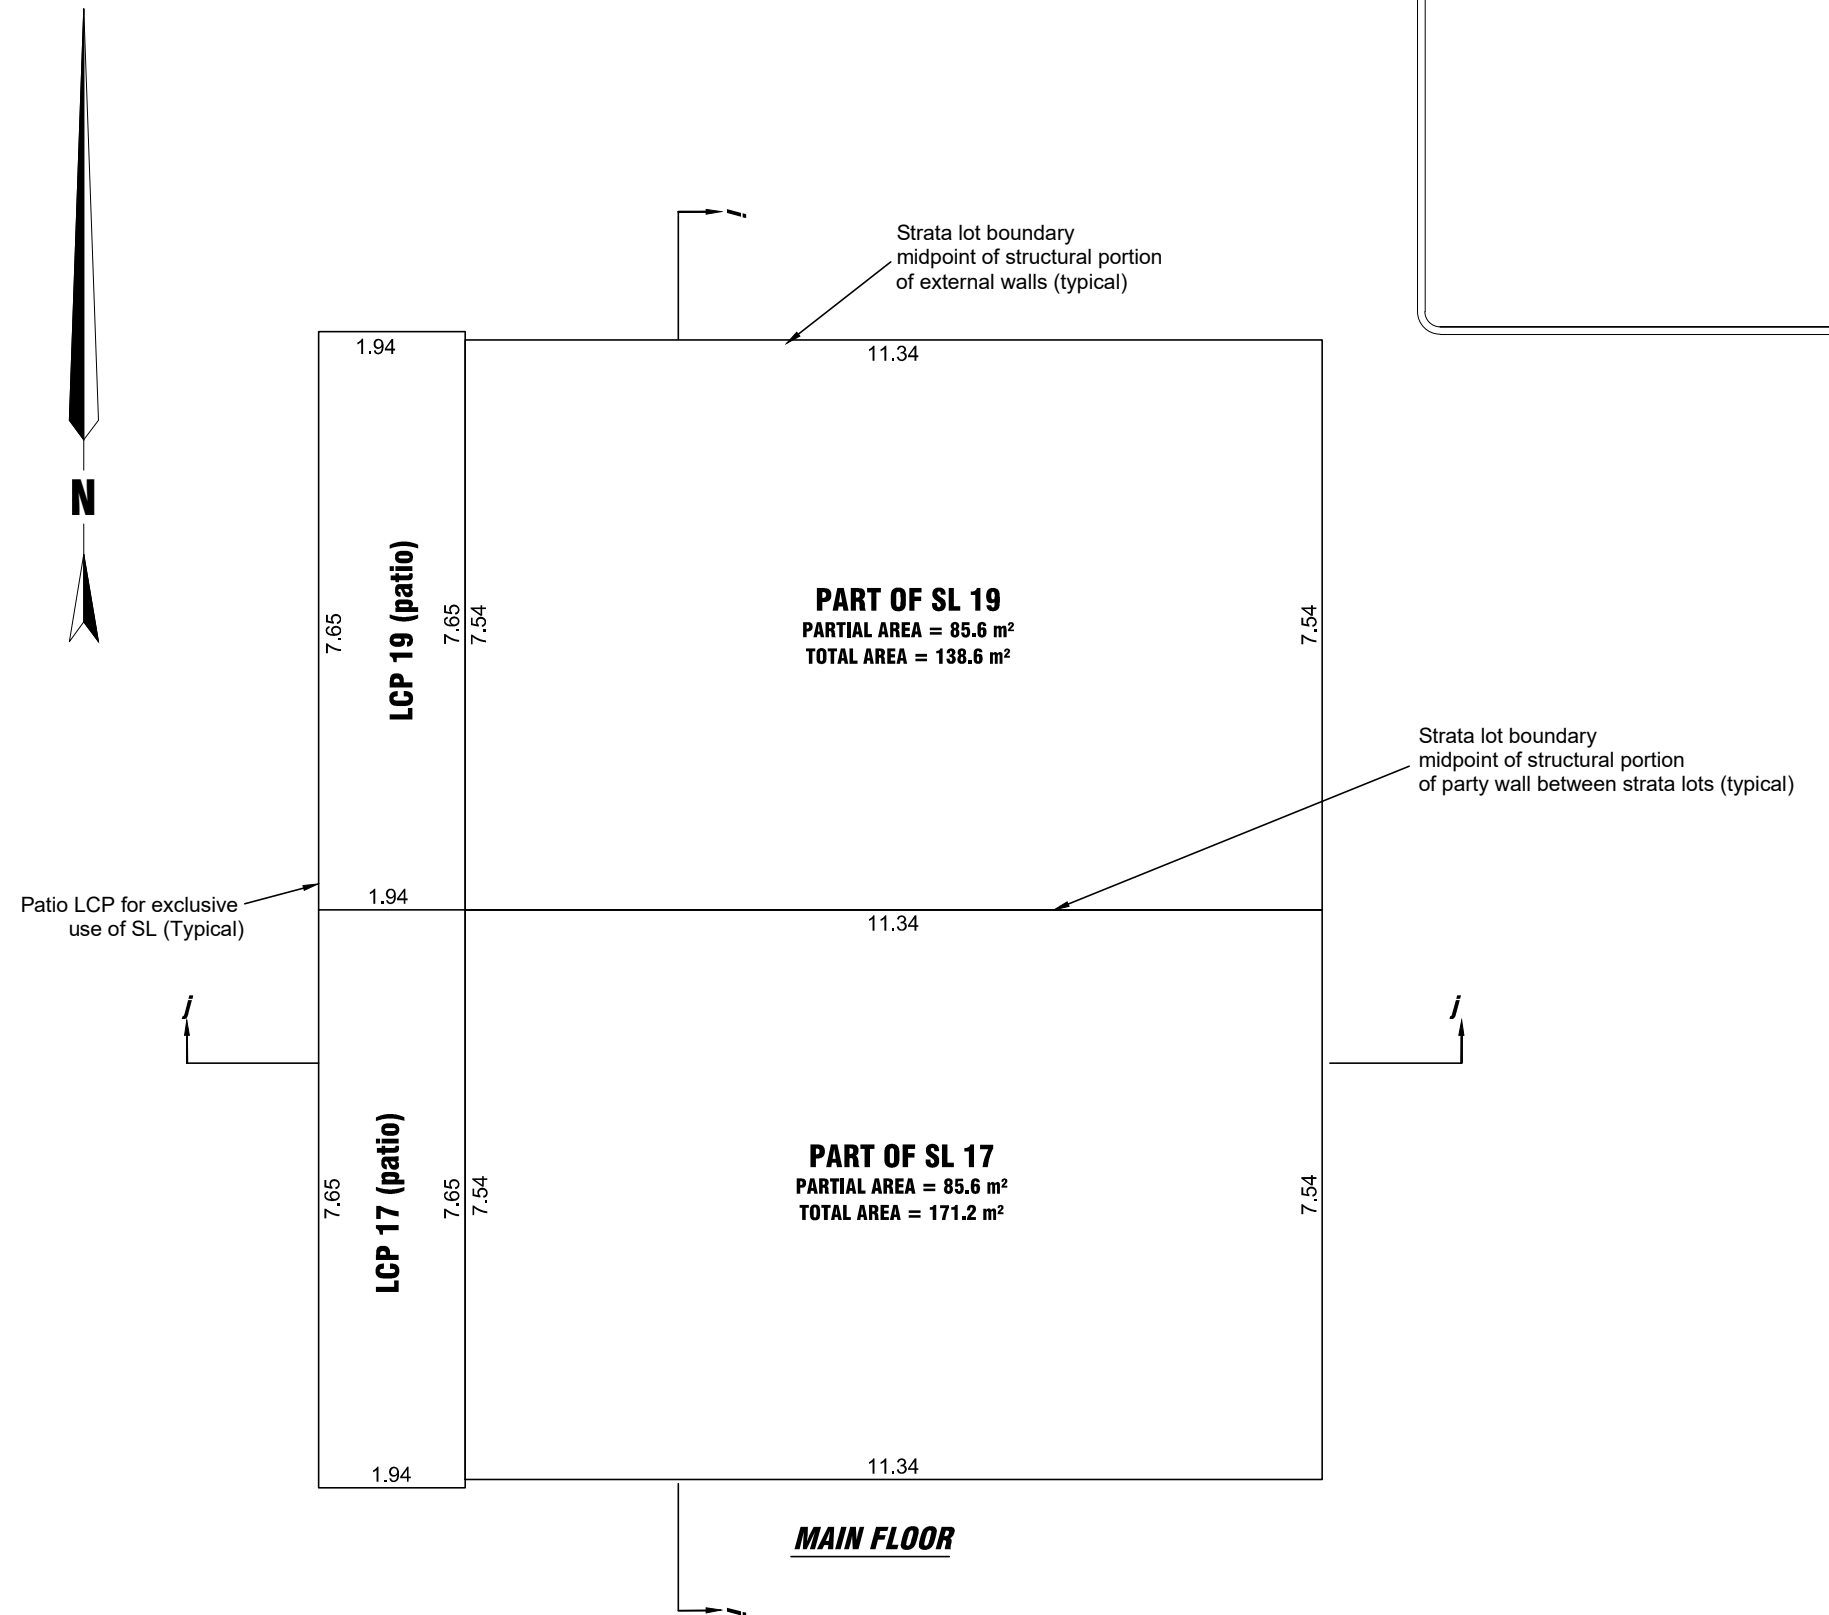 i
Strata lot boundary
midpoint of structural portion
of external walls (typical)
1.94
11.34
N
LCP 19 (patio)
7.65
7.65
7.54
PART OF SL 19
PARTIAL AREA = 85.6 m²
TOTAL AREA = 138.6 m²
7.54
Strata lot boundary
midpoint of structural portion
of party wall between strata lots (typical)
Patio LCP for exclusive
use of SL (Typical)
1.94
11.34
j
j
LCP 17 (patio)
7.65
7.65
7.54
PART OF SL 17
PARTIAL AREA = 85.6 m²
TOTAL AREA = 171.2 m²
7.54
1.94
11.34
MAIN FLOOR
i